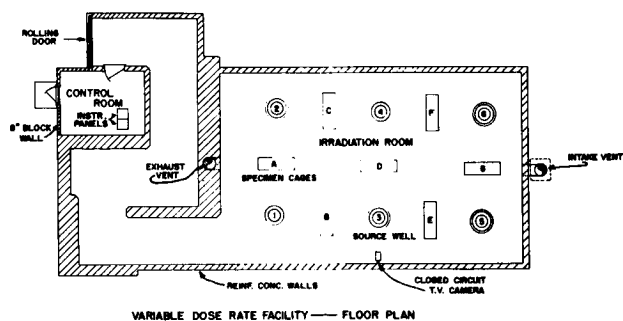 ROLLING
DOOR
CONTROL
ROOM
INSTR.
PANELS
8" BLOCK
WALL
EXHAUST
VENT
2
C
4
F
6
IRRADIATION ROOM
A
SPECIMEN CAGES
D
INTAKE VENT
1
B
3
E
5
SOURCE WELL
REINF. CONC. WALLS
CLOSED CIRCUIT
T.V. CAMERA
VARIABLE DOSE RATE FACILITY — FLOOR PLAN